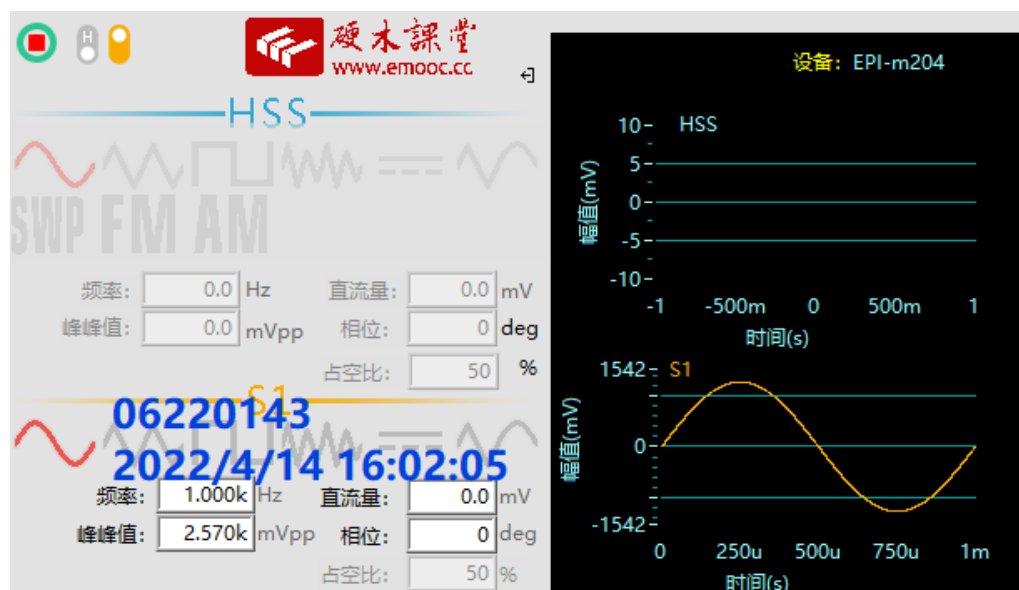 硬木課堂
www.emooc.cc
H
HSS
SWP FM AM
频率: 0.0 Hz 直流量: 0.0 mV
峰峰值: 0.0 mVpp 相位: 0 deg
占空比: 50 %
S1
06220143
2022/4/14 16:02:05
频率: 1.000k Hz 直流量: 0.0 mV
峰峰值: 2.570k mVpp 相位: 0 deg
占空比: 50 %
设备: EPI-m204
HSS
幅值(mV)
10
5
0
-5
-10
-1 -500m 0 500m 1
时间(s)
S1
幅值(mV)
1542
0
-1542
0 250u 500u 750u 1m
时间(s)